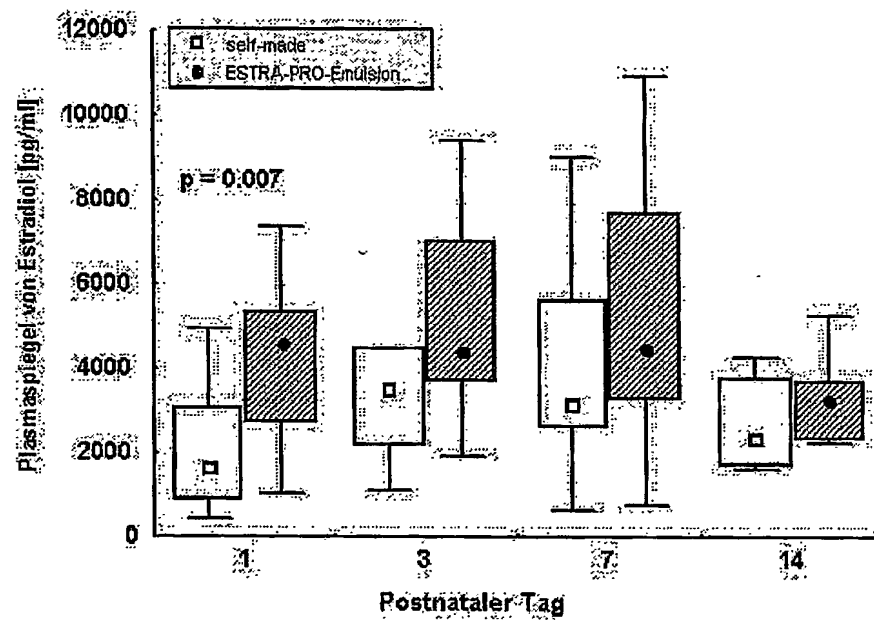 12000
10000
8000
6000
4000
2000
0
Plasmaspiegel von Estradiol [pg/ml]
self-made
ESTRA-PRO-Emulsion
p = 0.007
1 3 7 14
Postnataler Tag